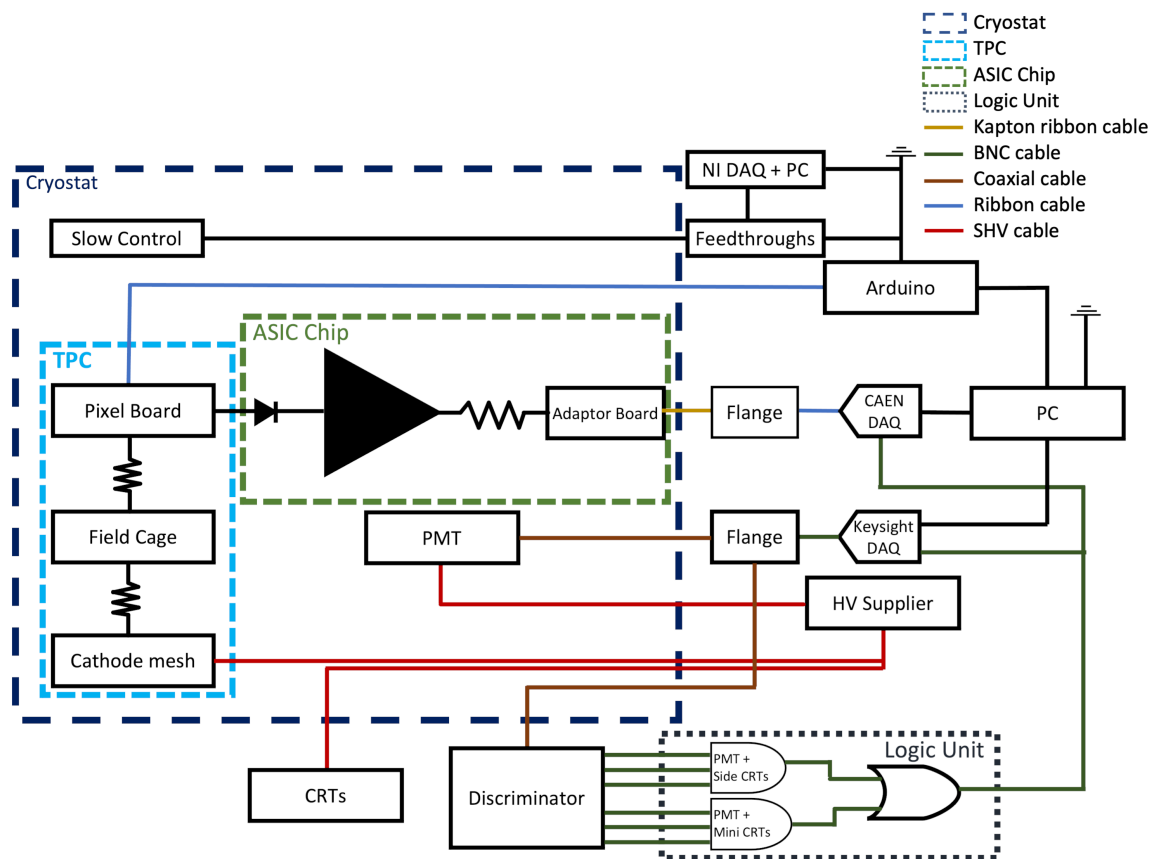 Cryostat
TPC
ASIC Chip
Logic Unit
Kapton ribbon cable
BNC cable
Coaxial cable
Ribbon cable
SHV cable
Cryostat
NI DAQ + PC
Slow Control
Feedthroughs
Arduino
ASIC Chip
TPC
Pixel Board
Adaptor Board
Flange
CAEN
DAQ
PC
Field Cage
PMT
Flange
Keysight
DAQ
HV Supplier
Cathode mesh
Logic Unit
CRTs
Discriminator
PMT +
Side CRTs
PMT +
Mini CRTs